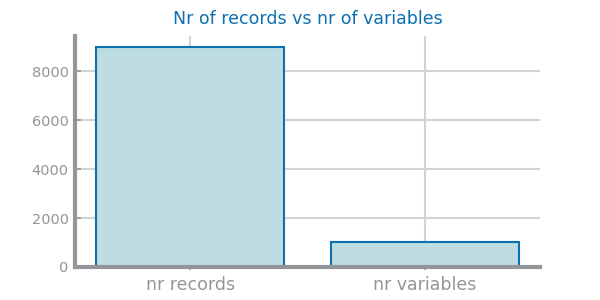 Nr of records vs nr of variables
8000
6000
4000
2000
0
nr records
nr variables